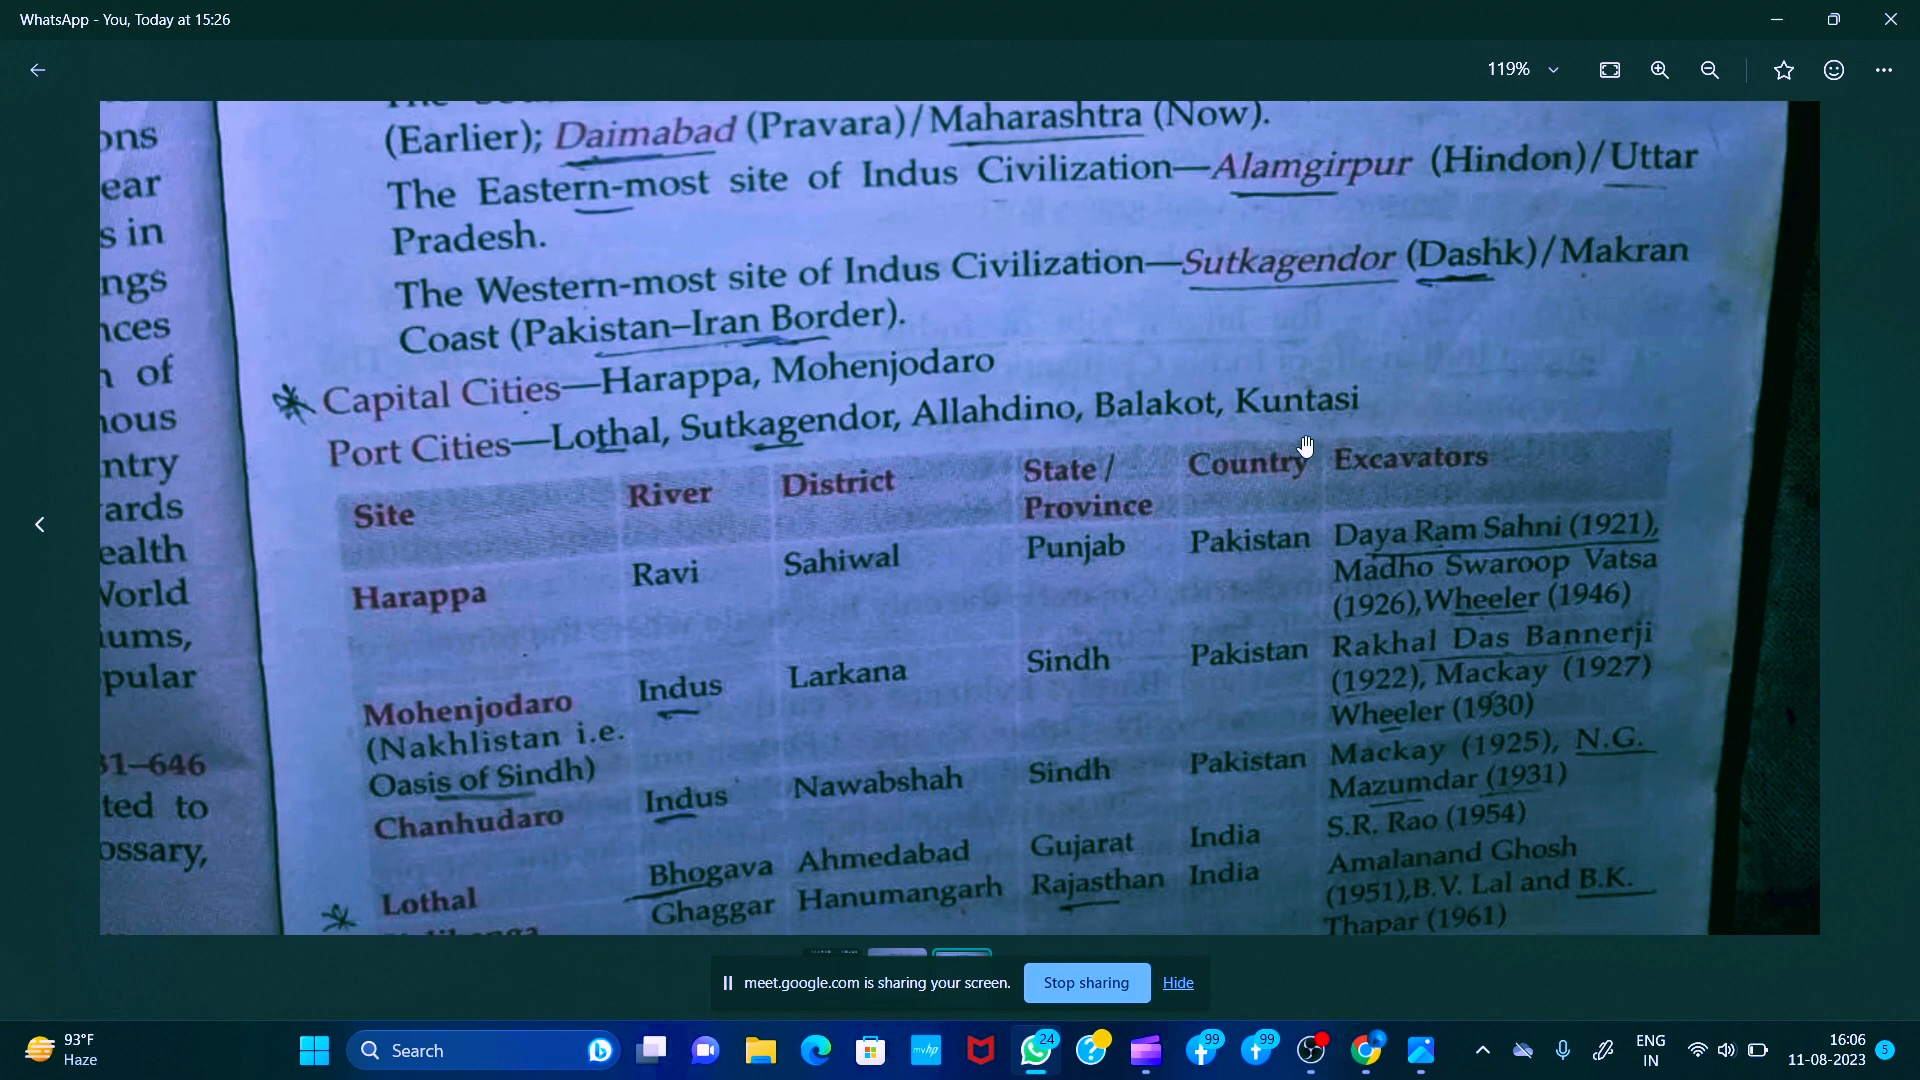 WhatsApp - You, Today at 15:26
119%
ons
ear
s in
ngs
nces
n of
nous
ntry
ards
ealth
World
iums,
pular
31–646
ted to
ossary,
(Earlier); Daimabad (Pravara)/Maharashtra (Now).
The Eastern-most site of Indus Civilization—Alamgirpur (Hindon)/Uttar
Pradesh.
The Western-most site of Indus Civilization—Sutkagendor (Dashk)/Makran
Coast (Pakistan–Iran Border).
Capital Cities—Harappa, Mohenjodaro
Port Cities—Lothal, Sutkagendor, Allahdino, Balakot, Kuntasi
Site River District State / Province Country Excavators
Harappa Ravi Sahiwal Punjab Pakistan Daya Ram Sahni (1921),
Madho Swaroop Vatsa
(1926),Wheeler (1946)
Mohenjodaro Indus Larkana Sindh Pakistan Rakhal Das Bannerji
(Nakhlistan i.e. (1922), Mackay (1927)
Oasis of Sindh) Wheeler (1930)
Chanhudaro Indus Nawabshah Sindh Pakistan Mackay (1925), N.G.
Mazumdar (1931)
Lothal Bhogava Ahmedabad Gujarat India S.R. Rao (1954)
Ghaggar Hanumangarh Rajasthan India Amalanand Ghosh
(1951),B.V. Lal and B.K.
Thapar (1961)
meet.google.com is sharing your screen. Stop sharing Hide
93°F
Haze
Search
myhp
24
99
99
ENG
IN
16:06
11-08-2023
5